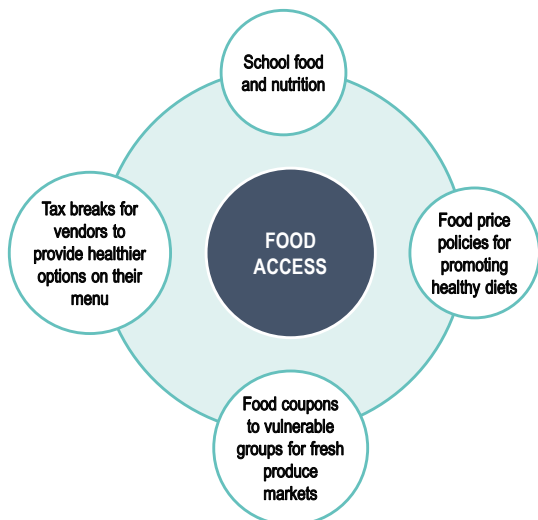 School food
and nutrition
Tax breaks for
vendors to
provide healthier
options on their
menu
FOOD
ACCESS
Food price
policies for
promoting
healthy diets
Food coupons
to vulnerable
groups for fresh
produce
markets